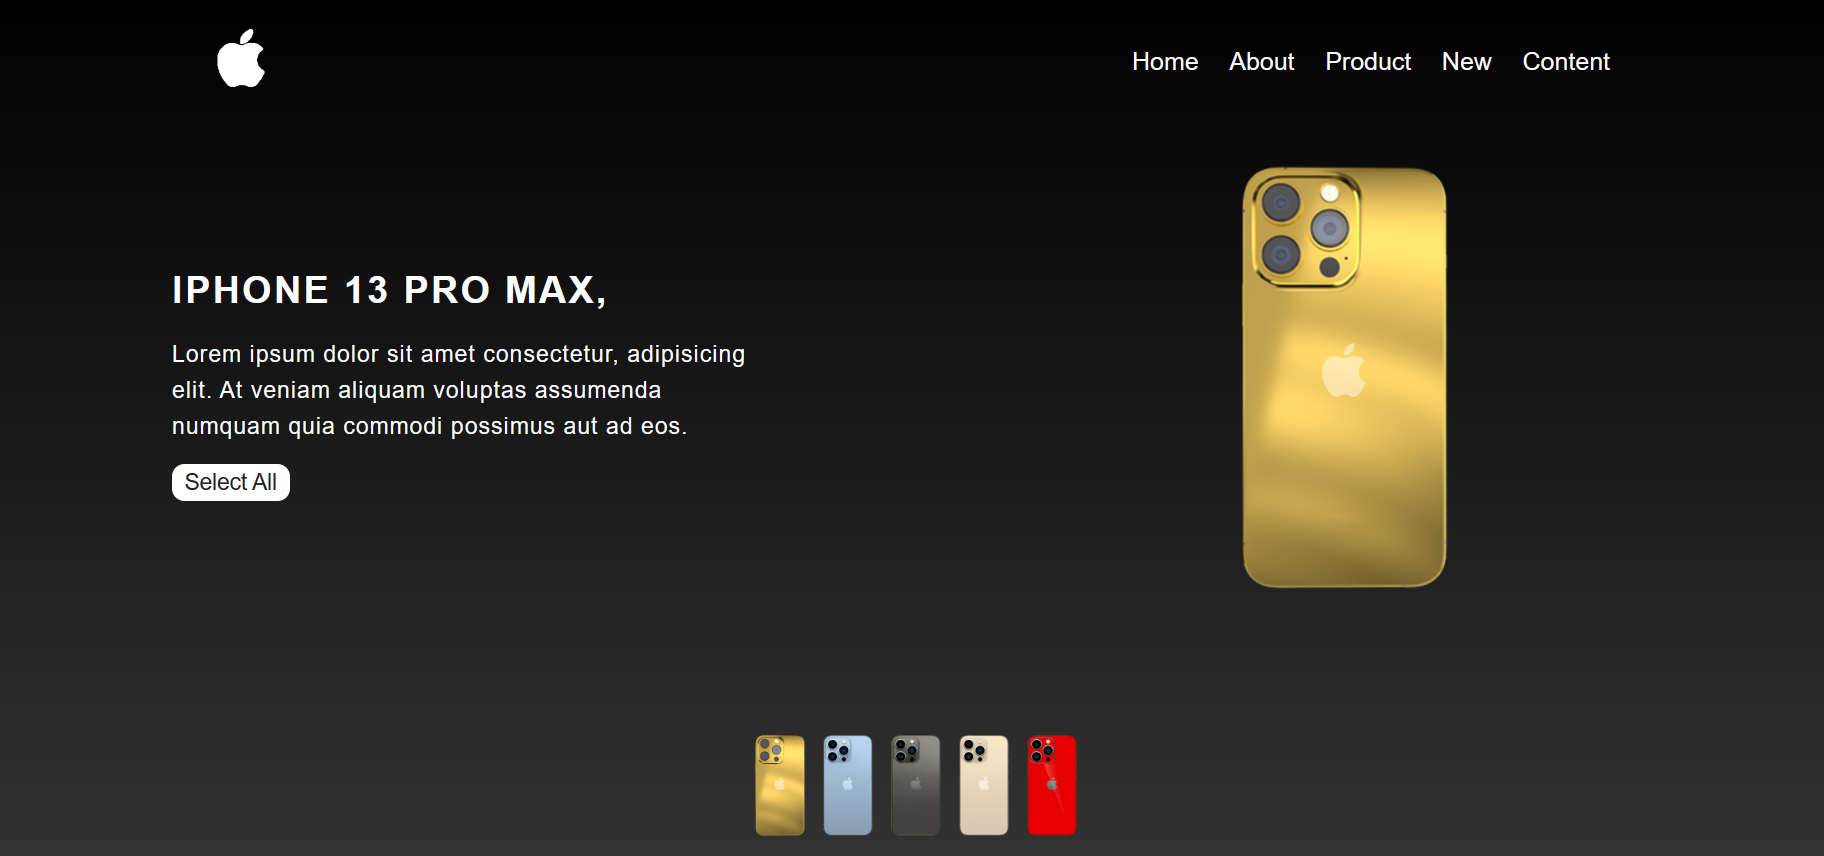 Home About Product New Content
IPHONE 13 PRO MAX,
Lorem ipsum dolor sit amet consectetur, adipisicing
elit. At veniam aliquam voluptas assumenda
numquam quia commodi possimus aut ad eos.
Select All